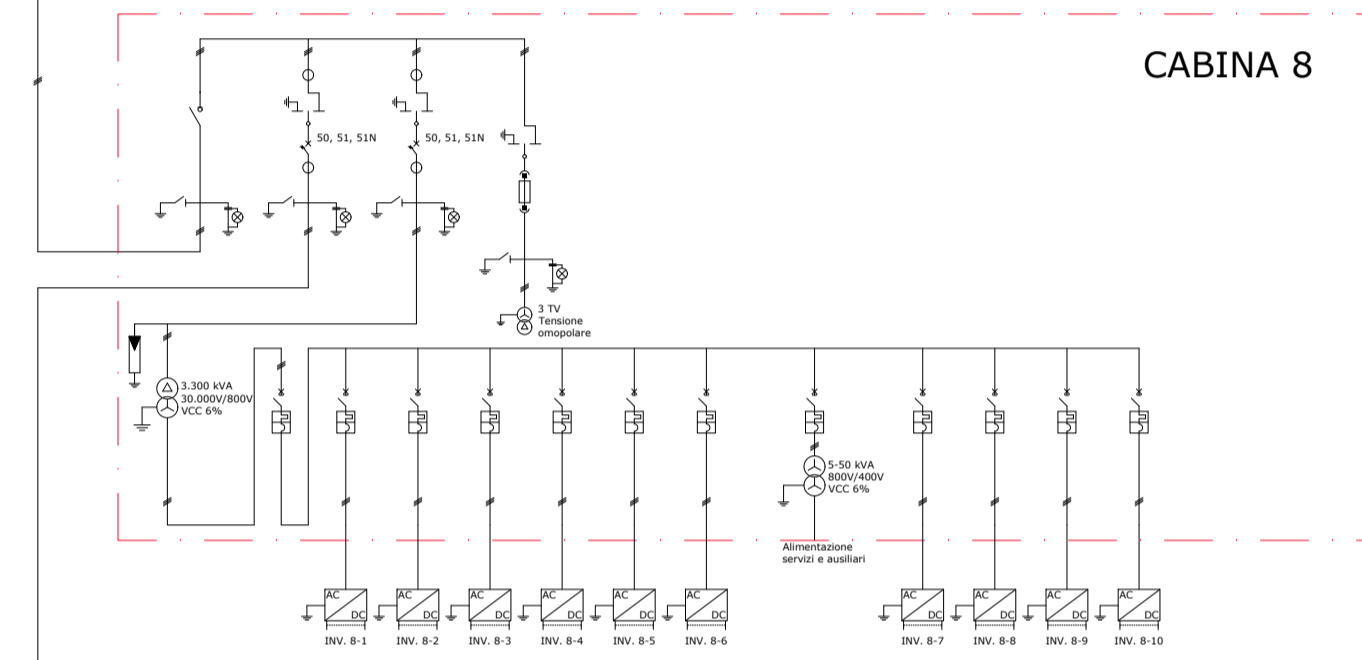 CABINA 8
50, 51, 51N
50, 51, 51N
3 TV
Tensione
omopolare
3.300 kVA
30.000V/800V
VCC 6%
5-50 kVA
800V/400V
VCC 6%
Alimentazione
servizi e ausiliari
AC
DC
AC
DC
AC
DC
AC
DC
AC
DC
AC
DC
AC
DC
AC
DC
AC
DC
AC
DC
INV. 8-1
INV. 8-2
INV. 8-3
INV. 8-4
INV. 8-5
INV. 8-6
INV. 8-7
INV. 8-8
INV. 8-9
INV. 8-10